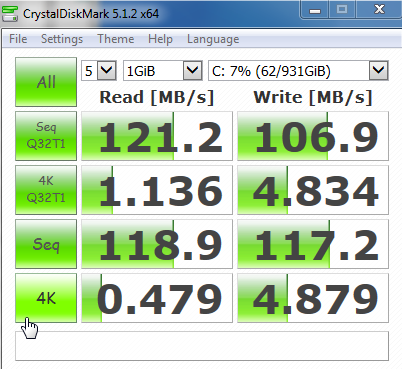 CrystalDiskMark 5.1.2 x64
File Settings Theme Help Language
All 5 1GiB C: 7% (62/931GiB)
Read [MB/s] Write [MB/s]
Seq
Q32T1 121.2 106.9
4K
Q32T1 1.136 4.834
Seq 118.9 117.2
4K 0.479 4.879